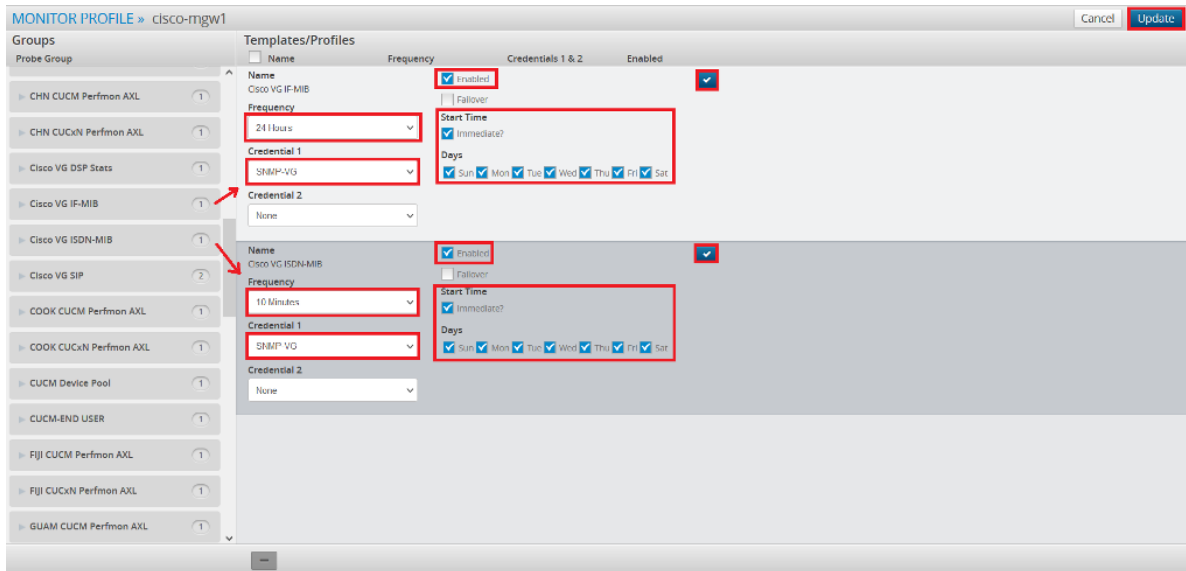 MONITOR PROFILE » cisco-mgw1
Cancel
Update
Groups
Templates/Profiles
Probe Group
Name
Frequency
Credentials 1 & 2
Enabled
CHN CUCM Perfmon AXL
1
CHN CUCxN Perfmon AXL
1
Cisco VG DSP Stats
1
Cisco VG IF-MIB
1
Cisco VG ISDN-MIB
1
Cisco VG SIP
2
COOK CUCM Perfmon AXL
1
COOK CUCxN Perfmon AXL
1
CUCM Device Pool
1
CUCM-END USER
1
FIJI CUCM Perfmon AXL
1
FIJI CUCxN Perfmon AXL
1
GUAM CUCM Perfmon AXL
1
Name
Cisco VG IF-MIB
Frequency
24 Hours
Credential 1
SNMP-VG
Credential 2
None
Enabled
Failover
Start Time
Immediate?
Days
Sun Mon Tue Wed Thu Fri Sat
Name
Cisco VG ISDN-MIB
Frequency
10 Minutes
Credential 1
SNMP VG
Credential 2
None
Enabled
Failover
Start Time
Immediate?
Days
Sun Mon Tue Wed Thu Fri Sat